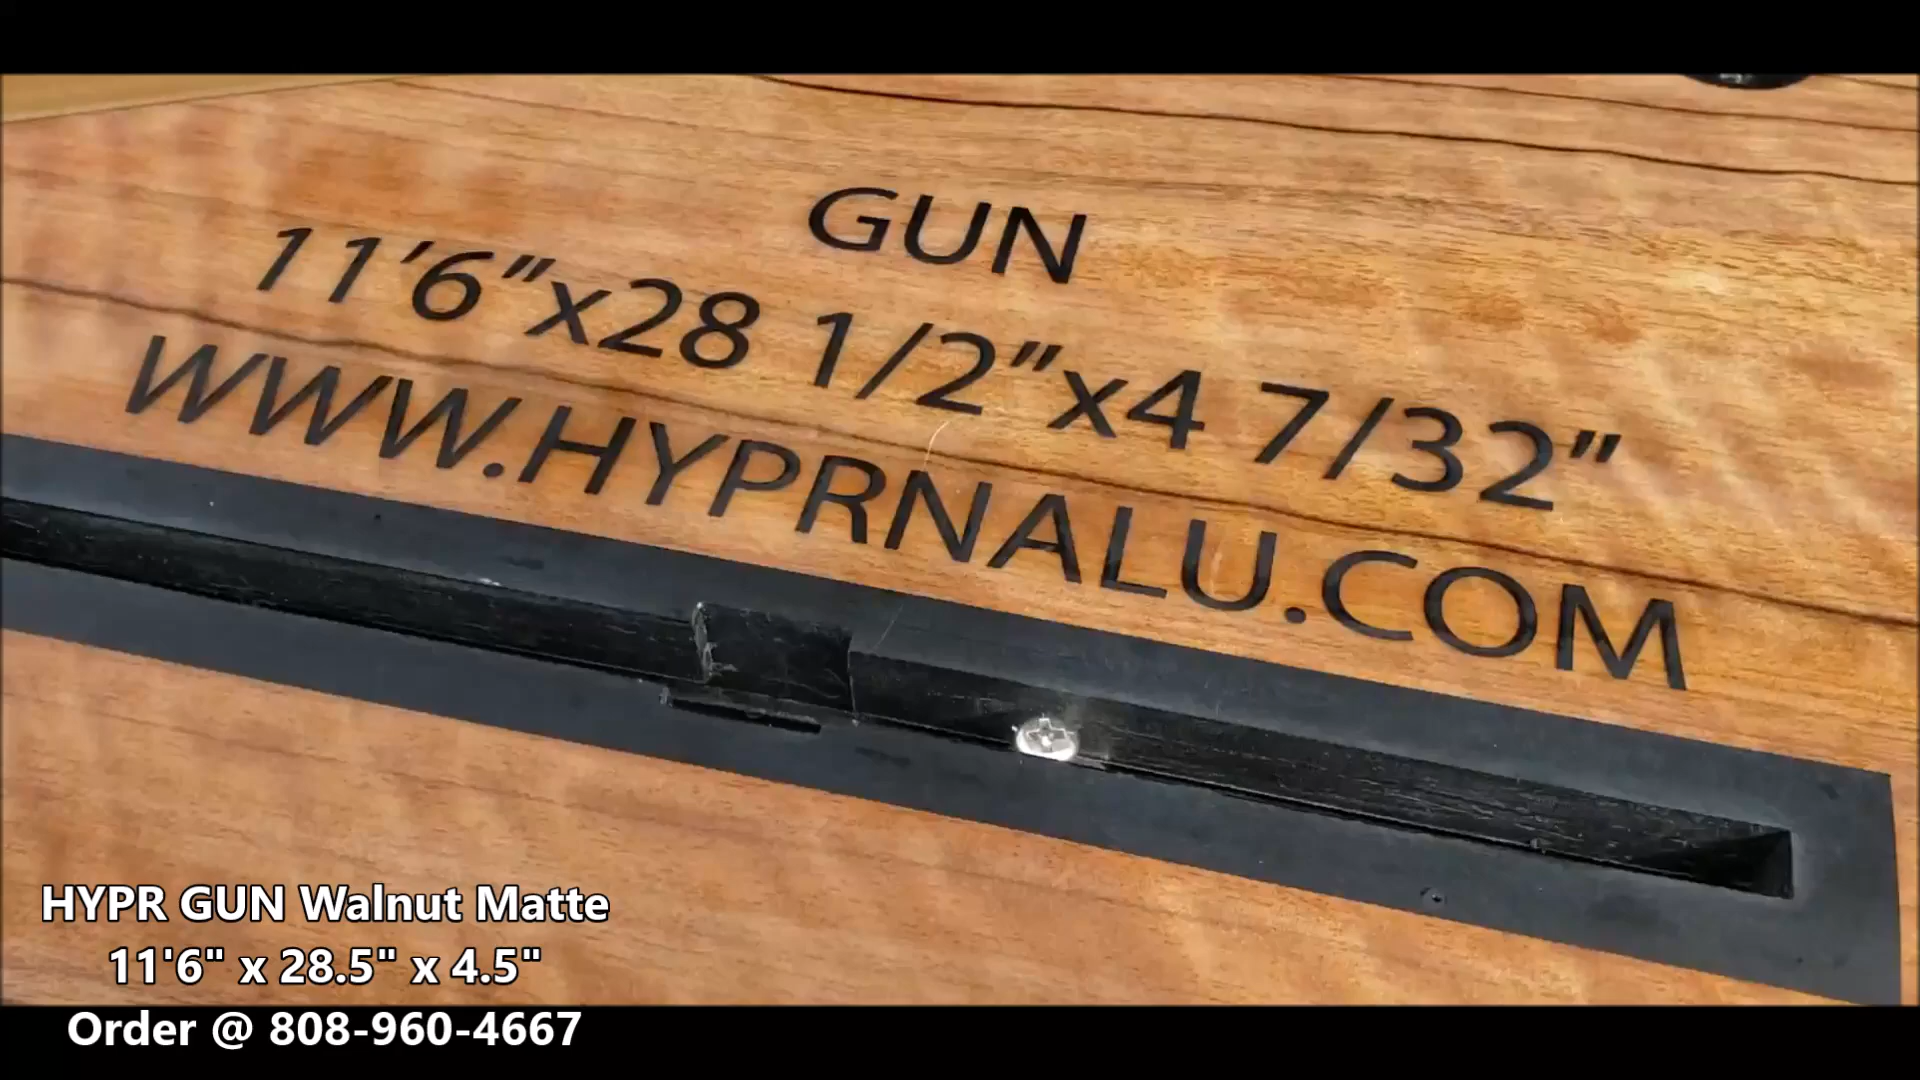 GUN
11'6"x28 1/2"x4 7/32"
WWW.HYPRNALU.COM
HYPR GUN Walnut Matte
11'6" x 28.5" x 4.5"
Order @ 808-960-4667